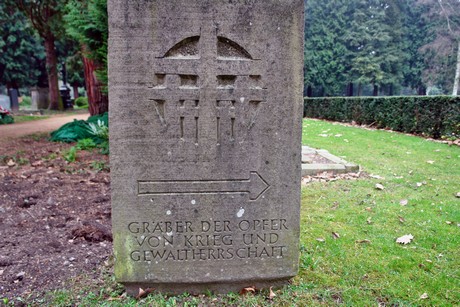 GRÄBER DER OPFER
VON KRIEG UND
GEWALTHERRSCHAFT